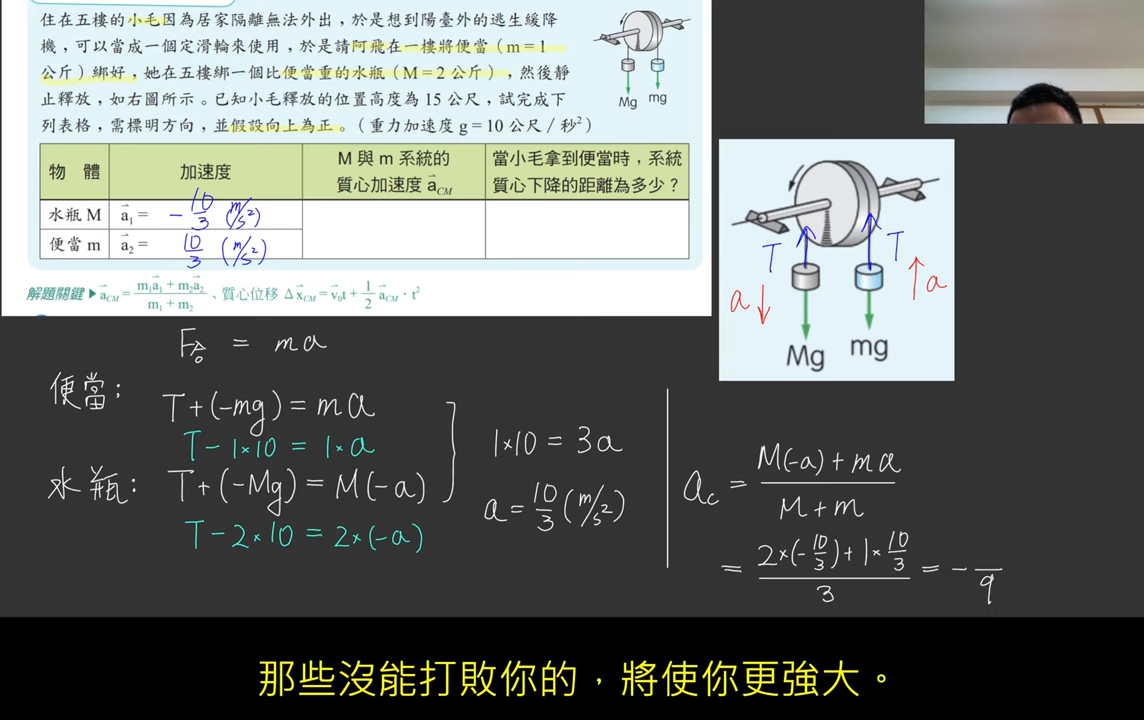 住在五樓的小毛因為居家隔離無法外出，於是想到陽臺外的逃生緩降
機，可以當成一個定滑輪來使用，於是請阿飛在一樓將便當（m = 1
公斤）綁好，她在五樓綁一個比便當重的水瓶（M = 2 公斤），然後靜
止釋放，如右圖所示。已知小毛釋放的位置高度為 15 公尺，試完成下
列表格，需標明方向，並假設向上為正。（重力加速度 g = 10 公尺／秒²）
Mg mg
物 體 加速度 M 與 m 系統的質心加速度 a⃗CM 當小毛拿到便當時，系統質心下降的距離為多少？
水瓶 M a⃗₁ = -10/3 (m/s²)
便當 m a⃗₂ = 10/3 (m/s²)
解題關鍵▶a⃗CM = (m₁a⃗₁ + m₂a⃗₂)/(m₁ + m₂)、質心位移 Δx⃗CM = v⃗₀t + 1/2 a⃗CM · t²
T T
a a
Mg mg
F合 = ma
便當: T+(-mg) = ma
T-1×10 = 1×a
水瓶: T+(-Mg) = M(-a)
T-2×10 = 2×(-a)
1×10 = 3a
a = 10/3 (m/s²)
ac = (M(-a)+ma)/(M+m)
= (2×(-10/3)+1×10/3)/3 = - /9
那些沒能打敗你的，將使你更強大。